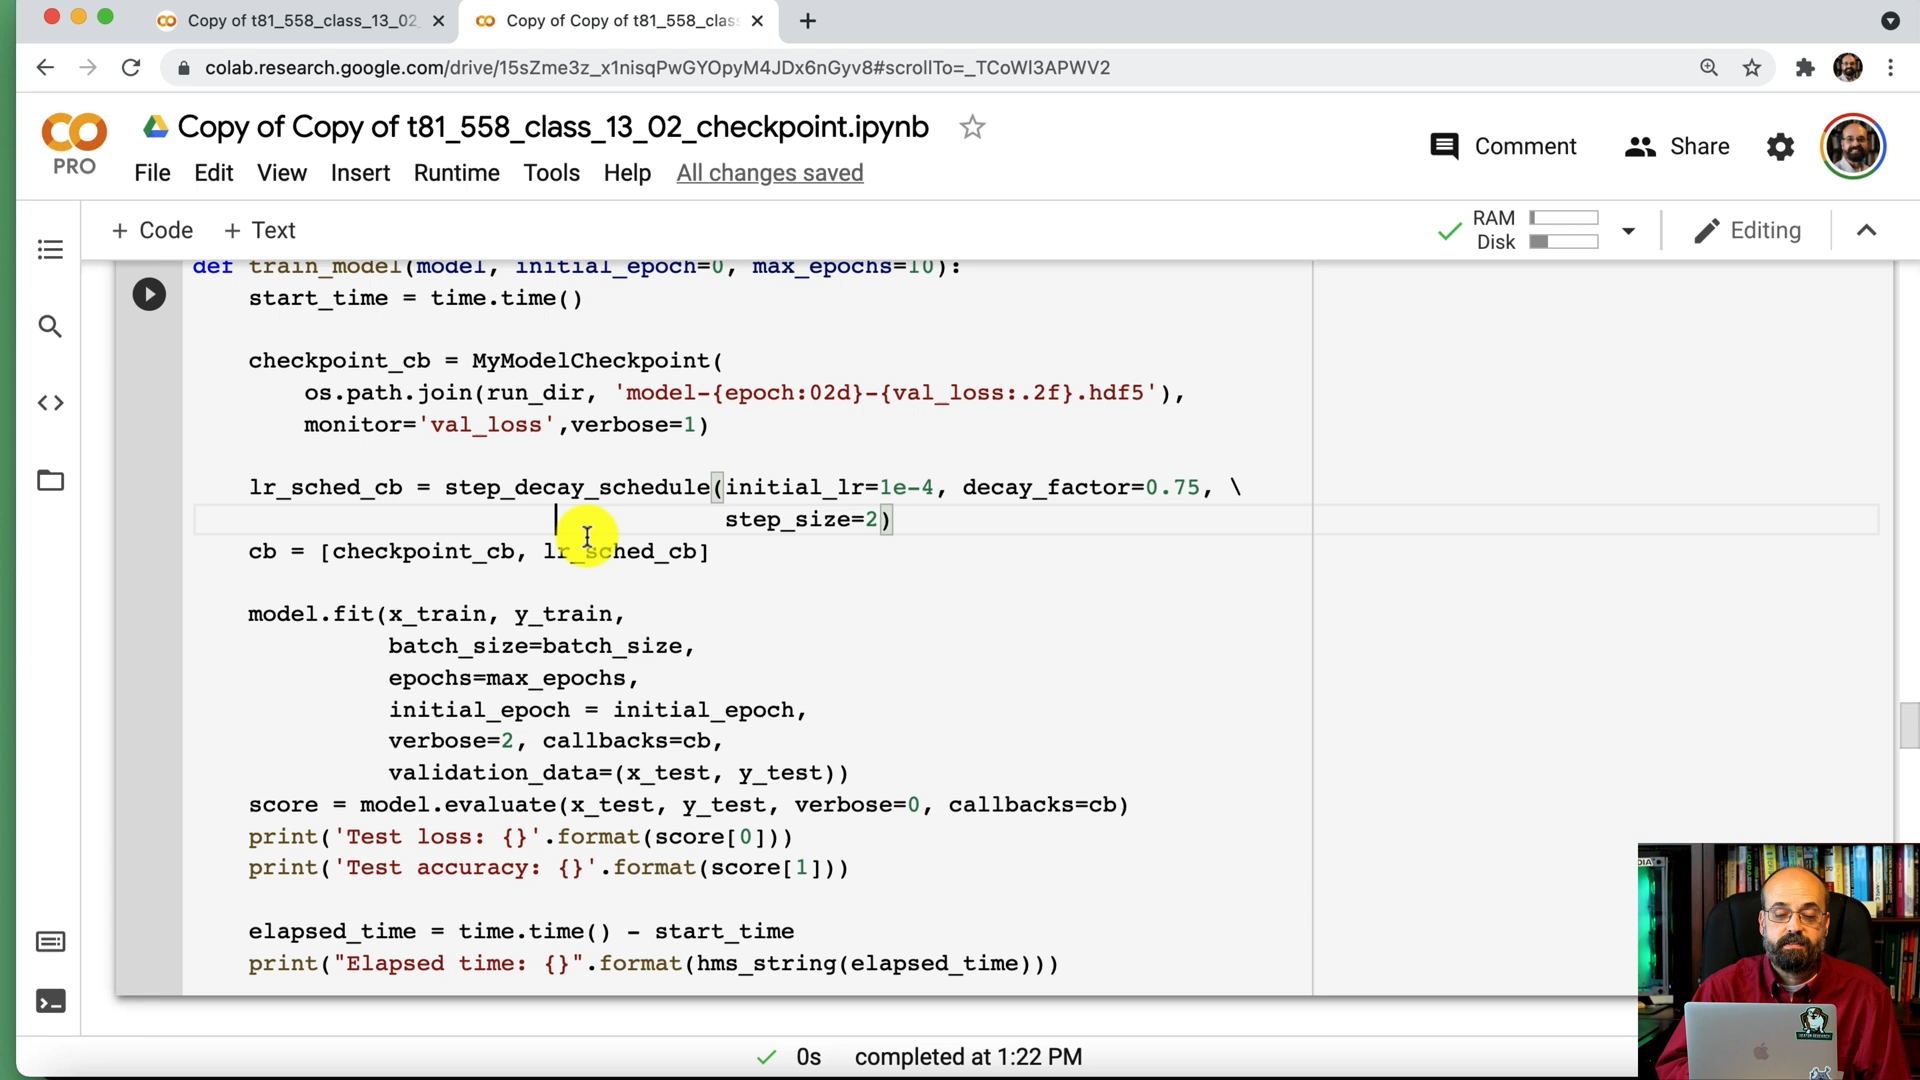 Copy of t81_558_class_13_02
Copy of Copy of t81_558_clas
colab.research.google.com/drive/15sZme3z_x1nisqPwGYOpyM4JDx6nGyv8#scrollTo=_TCoWl3APWV2
PRO
Copy of Copy of t81_558_class_13_02_checkpoint.ipynb
Comment
Share
File Edit View Insert Runtime Tools Help All changes saved
+ Code + Text
RAM
Disk
Editing
def train_model(model, initial_epoch=0, max_epochs=10):
start_time = time.time()
checkpoint_cb = MyModelCheckpoint(
os.path.join(run_dir, 'model-{epoch:02d}-{val_loss:.2f}.hdf5'),
monitor='val_loss',verbose=1)
lr_sched_cb = step_decay_schedule(initial_lr=1e-4, decay_factor=0.75, \
step_size=2)
cb = [checkpoint_cb, lr_sched_cb]
model.fit(x_train, y_train,
batch_size=batch_size,
epochs=max_epochs,
initial_epoch = initial_epoch,
verbose=2, callbacks=cb,
validation_data=(x_test, y_test))
score = model.evaluate(x_test, y_test, verbose=0, callbacks=cb)
print('Test loss: {}'.format(score[0]))
print('Test accuracy: {}'.format(score[1]))
elapsed_time = time.time() - start_time
print("Elapsed time: {}".format(hms_string(elapsed_time)))
0s completed at 1:22 PM